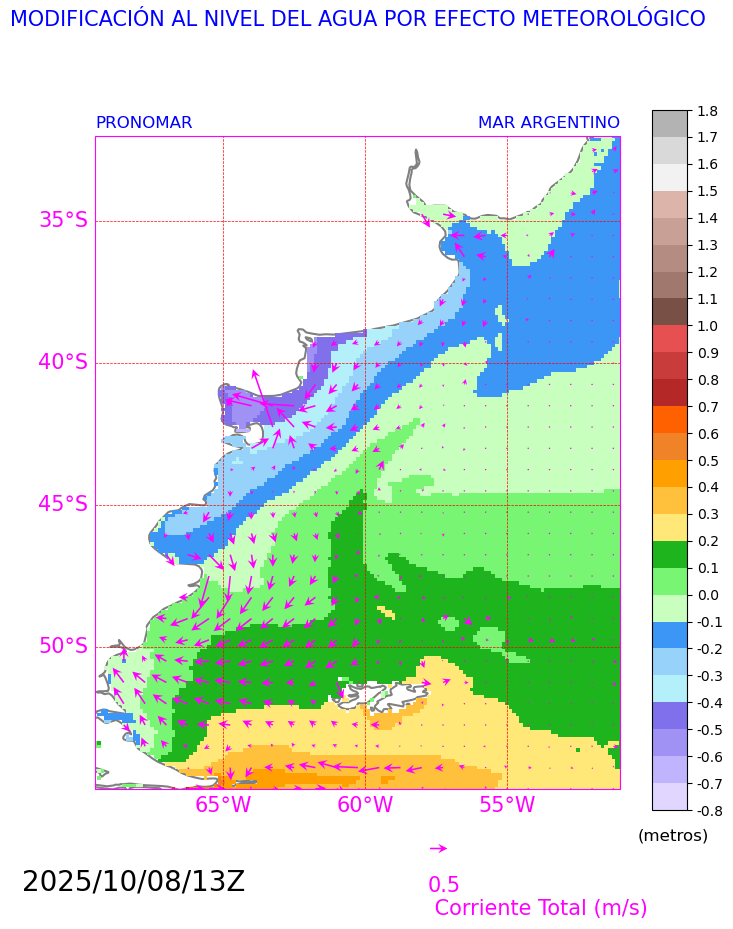 MODIFICACIÓN AL NIVEL DEL AGUA POR EFECTO METEOROLÓGICO
PRONOMAR MAR ARGENTINO
35°S
40°S
45°S
50°S
65°W 60°W 55°W
1.8
1.7
1.6
1.5
1.4
1.3
1.2
1.1
1.0
0.9
0.8
0.7
0.6
0.5
0.4
0.3
0.2
0.1
0.0
-0.1
-0.2
-0.3
-0.4
-0.5
-0.6
-0.7
-0.8
(metros)
2025/10/08/13Z
0.5
Corriente Total (m/s)